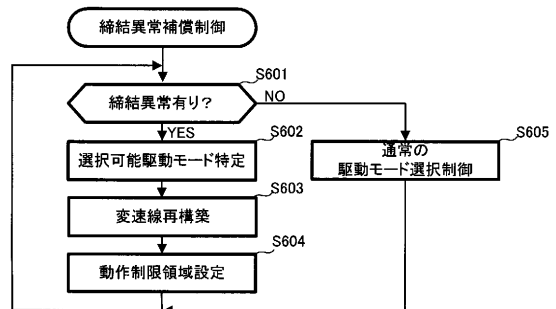 締結異常補償制御
S601
締結異常有り?
NO
YES
S602
選択可能駆動モード特定
S605
通常の
駆動モード選択制御
S603
変速線再構築
S604
動作制限領域設定